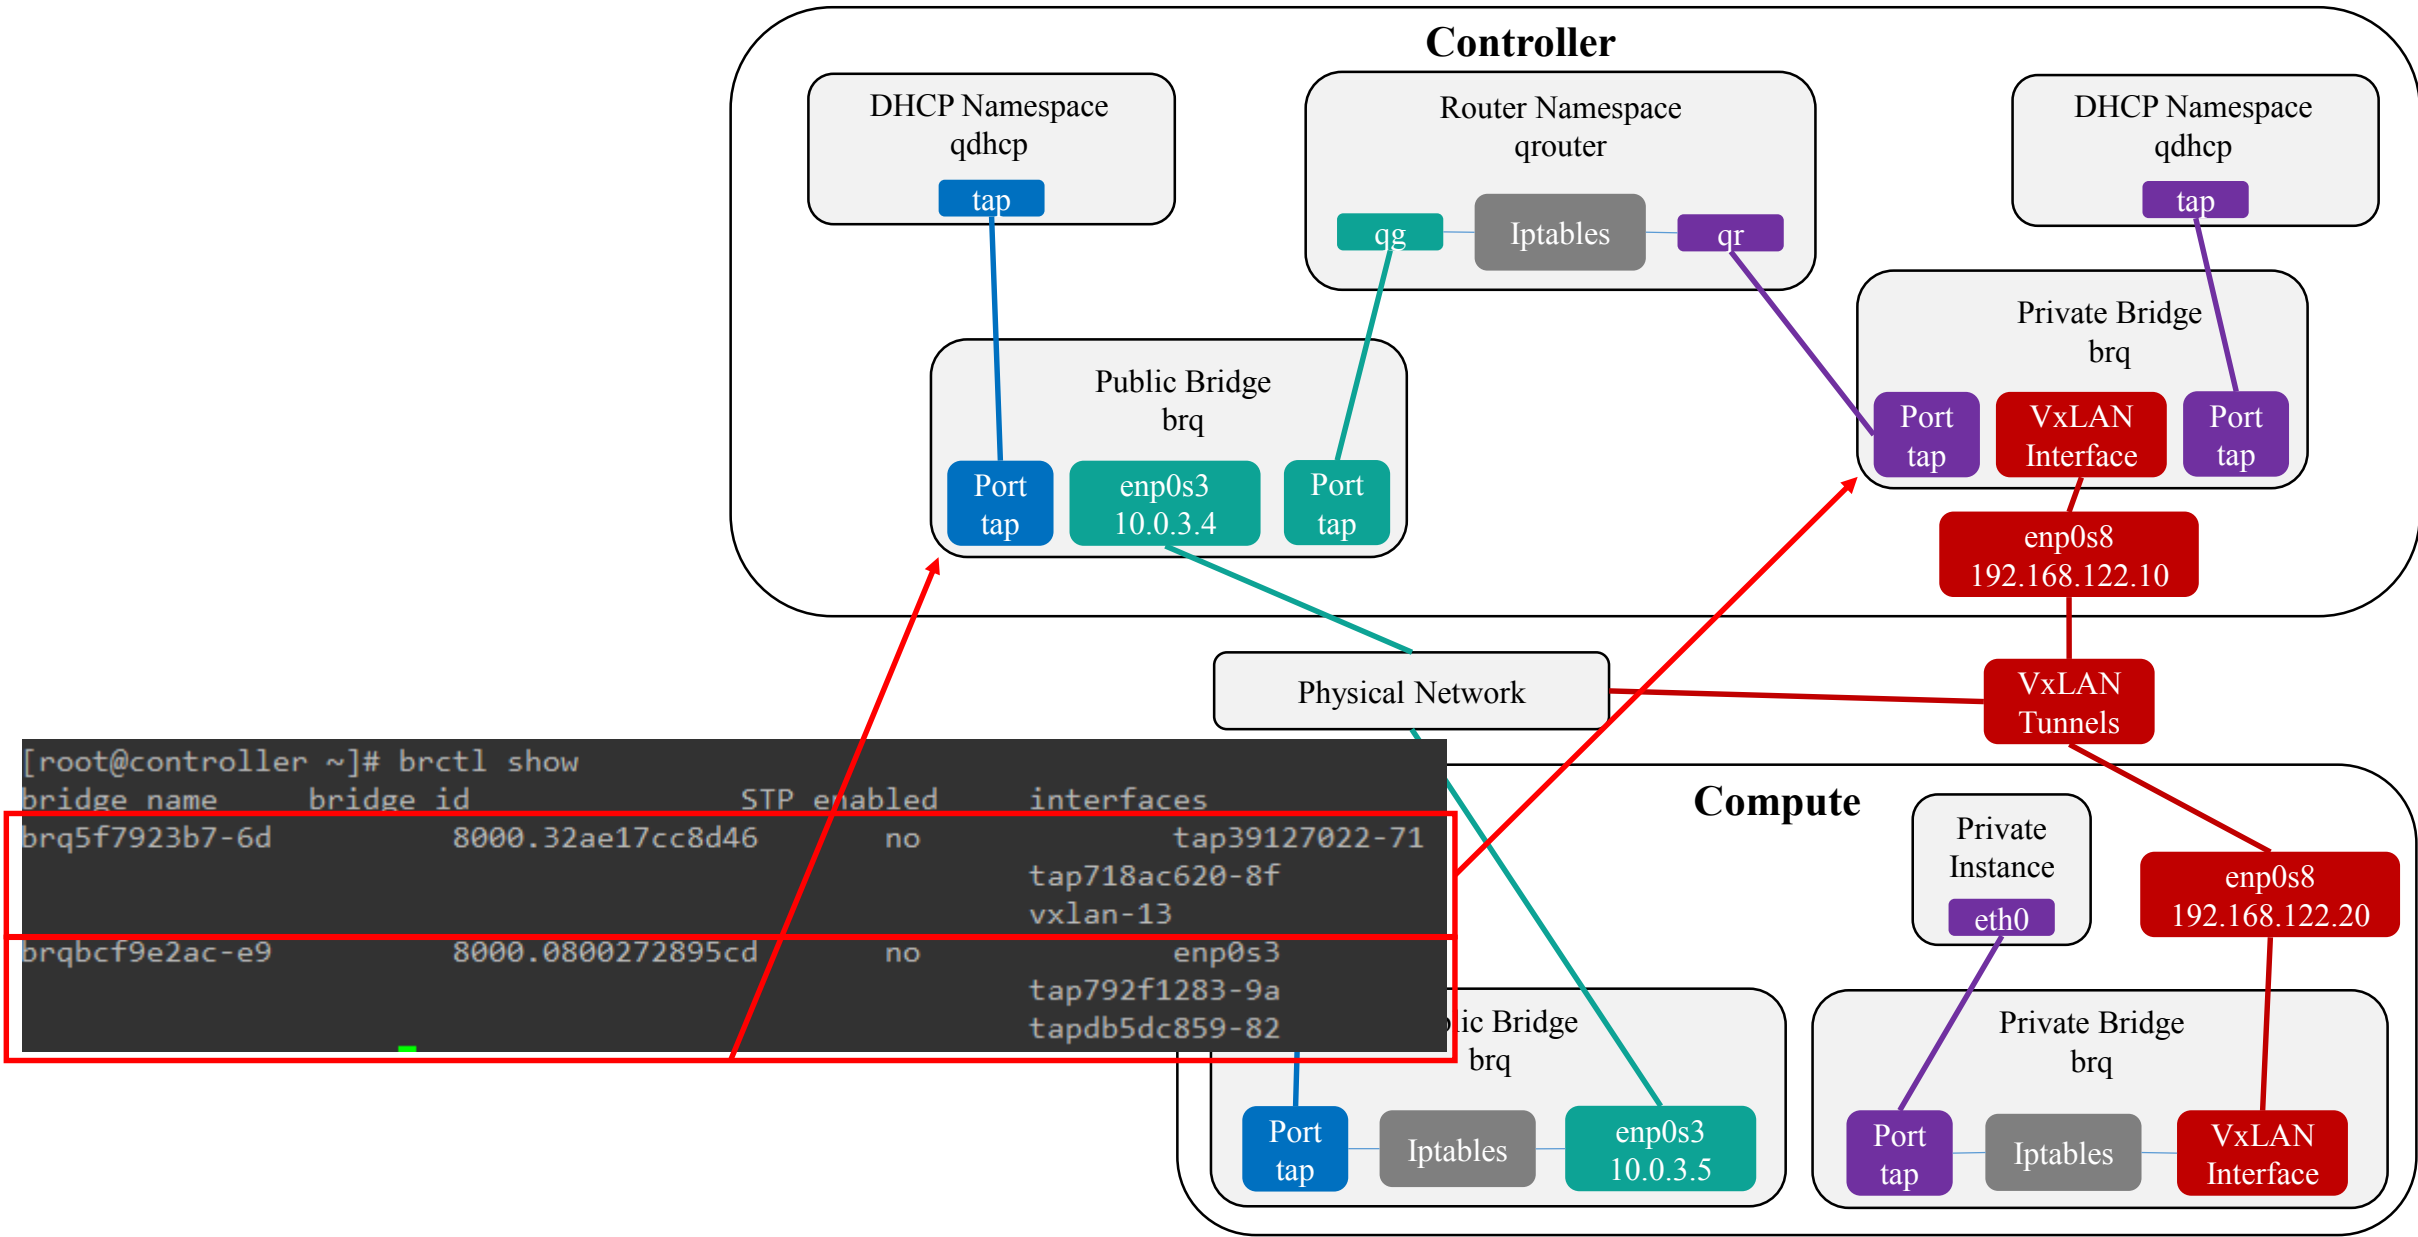 Controller
DHCP Namespace
qdhcp
tap
Router Namespace
qrouter
qg
Iptables
qr
DHCP Namespace
qdhcp
tap
Public Bridge
brq
Port
tap
enp0s3
10.0.3.4
Port
tap
Private Bridge
brq
Port
tap
VxLAN
Interface
Port
tap
enp0s8
192.168.122.10
Physical Network
VxLAN
Tunnels
[root@controller ~]# brctl show
bridge name bridge id STP enabled interfaces
brq5f7923b7-6d 8000.32ae17cc8d46 no tap39127022-71
tap718ac620-8f
vxlan-13
brqbcf9e2ac-e9 8000.0800272895cd no enp0s3
tap792f1283-9a
tapdb5dc859-82
Compute
Private
Instance
eth0
enp0s8
192.168.122.20
lic Bridge
brq
Port
tap
Iptables
enp0s3
10.0.3.5
Private Bridge
brq
Port
tap
Iptables
VxLAN
Interface